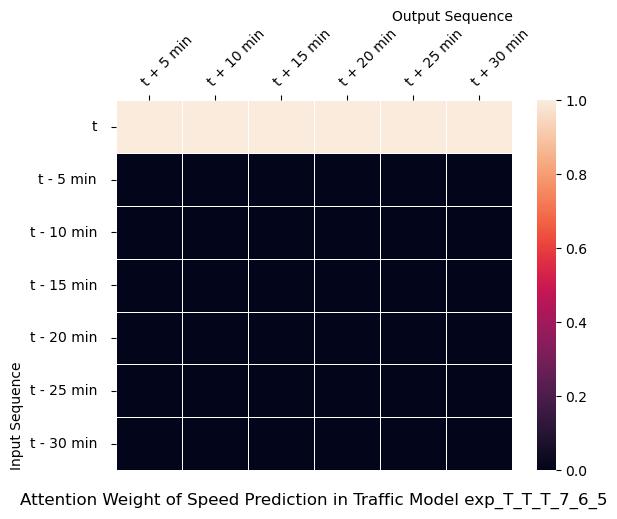 Output Sequence
t + 5 min
t + 10 min
t + 15 min
t + 20 min
t + 25 min
t + 30 min
t
t - 5 min
t - 10 min
t - 15 min
t - 20 min
t - 25 min
t - 30 min
Input Sequence
1.0
0.8
0.6
0.4
0.2
0.0
Attention Weight of Speed Prediction in Traffic Model exp_T_T_T_7_6_5